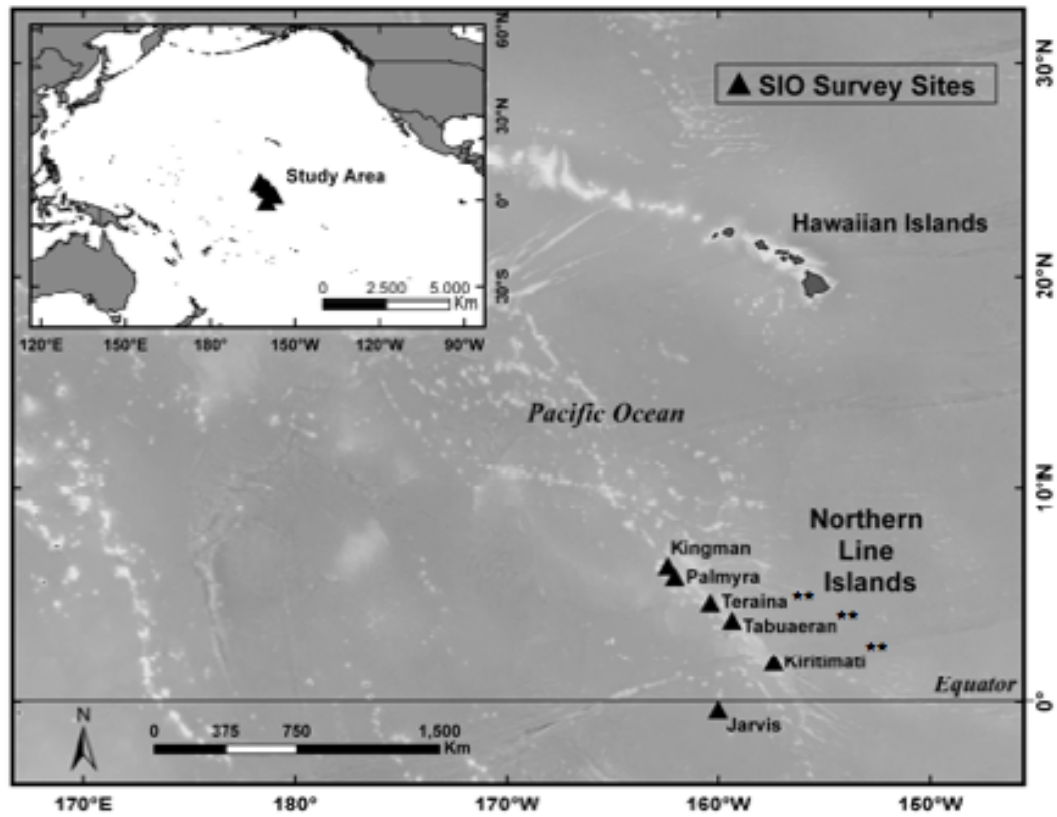 60°N
30°N
0°
30°S
Study Area
0 2.500 5.000
Km
120°E 150°E 180° 150°W 120°W 90°W
SIO Survey Sites
30°N
20°N
10°N
0°
Hawaiian Islands
Pacific Ocean
Northern
Line
Islands
Kingman
Palmyra
Teraina **
Tabuaeran **
Kiritimati **
Equator
Jarvis
N
0 375 750 1,500
Km
170°E 180° 170°W 160°W 150°W